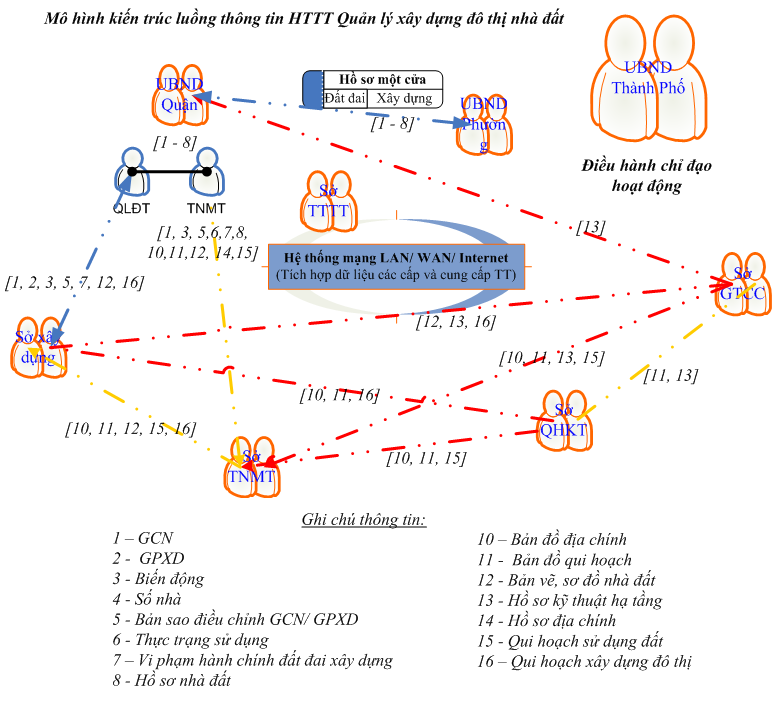 Mô hình kiến trúc luồng thông tin HTTT Quản lý xây dựng đô thị nhà đất
UBND
Quận
Hồ sơ một cửa
Đất đai
Xây dựng
[1 - 8]
UBND
Phườn
g
UBND
Thành Phố
Điều hành chỉ đạo
hoạt động
[1 - 8]
QLĐT
TNMT
Sở
TTTT
[1, 3, 5,6,7,8,
10,11,12, 14,15]
[13]
Hệ thống mạng LAN/ WAN/ Internet
(Tích hợp dữ liệu các cấp và cung cấp TT)
Sở
GTCC
[1, 2, 3, 5, 7, 12, 16]
Sở xây
dựng
[12, 13, 16]
[10, 11, 13, 15]
[11, 13]
[10, 11, 16]
Sở
QHKT
[10, 11, 12, 15, 16]
Sở
TNMT
[10, 11, 15]
Ghi chú thông tin:
1 – GCN
2 - GPXD
3 - Biến động
4 - Số nhà
5 - Bản sao điều chỉnh GCN/ GPXD
6 - Thực trạng sử dụng
7 – Vi phạm hành chính đất đai xây dựng
8 - Hồ sơ nhà đất
10 – Bản đồ địa chính
11 - Bản đồ qui hoạch
12 - Bản vẽ, sơ đồ nhà đất
13 - Hồ sơ kỹ thuật hạ tầng
14 - Hồ sơ địa chính
15 - Qui hoạch sử dụng đất
16 – Qui hoạch xây dựng đô thị